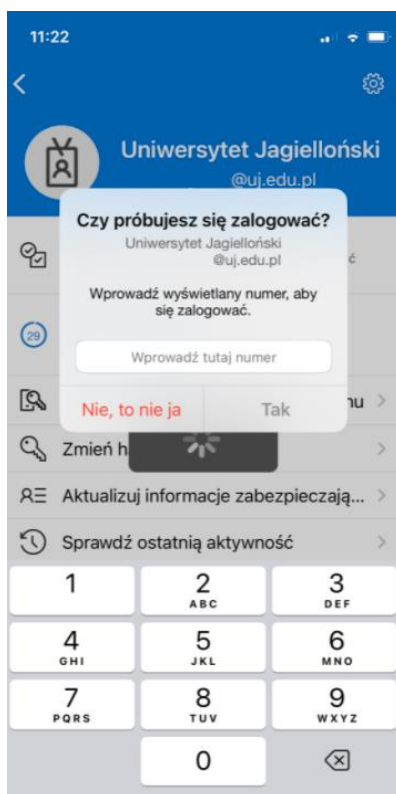 11:22
Uniwersytet Jagielloński
@uj.edu.pl
Czy próbujesz się zalogować?
Uniwersytet Jagielloński
@uj.edu.pl
ć
Wprowadź wyświetlany numer, aby
się zalogować.
29
Wprowadź tutaj numer
Nie, to nie ja Tak
nu
Zmień h
Aktualizuj informacje zabezpieczają...
Sprawdź ostatnią aktywność
1 2 3
ABC DEF
4 5 6
GHI JKL MNO
7 8 9
PQRS TUV WXYZ
0